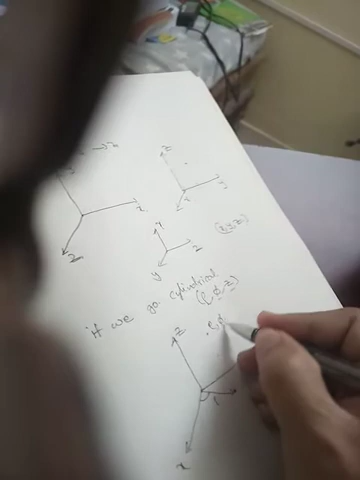 → z
z
y
x
x
z
y
z
y
x
(x, y, z)
if we go cylindrical
(ρ, φ, z)
z
. ρ, φ
x